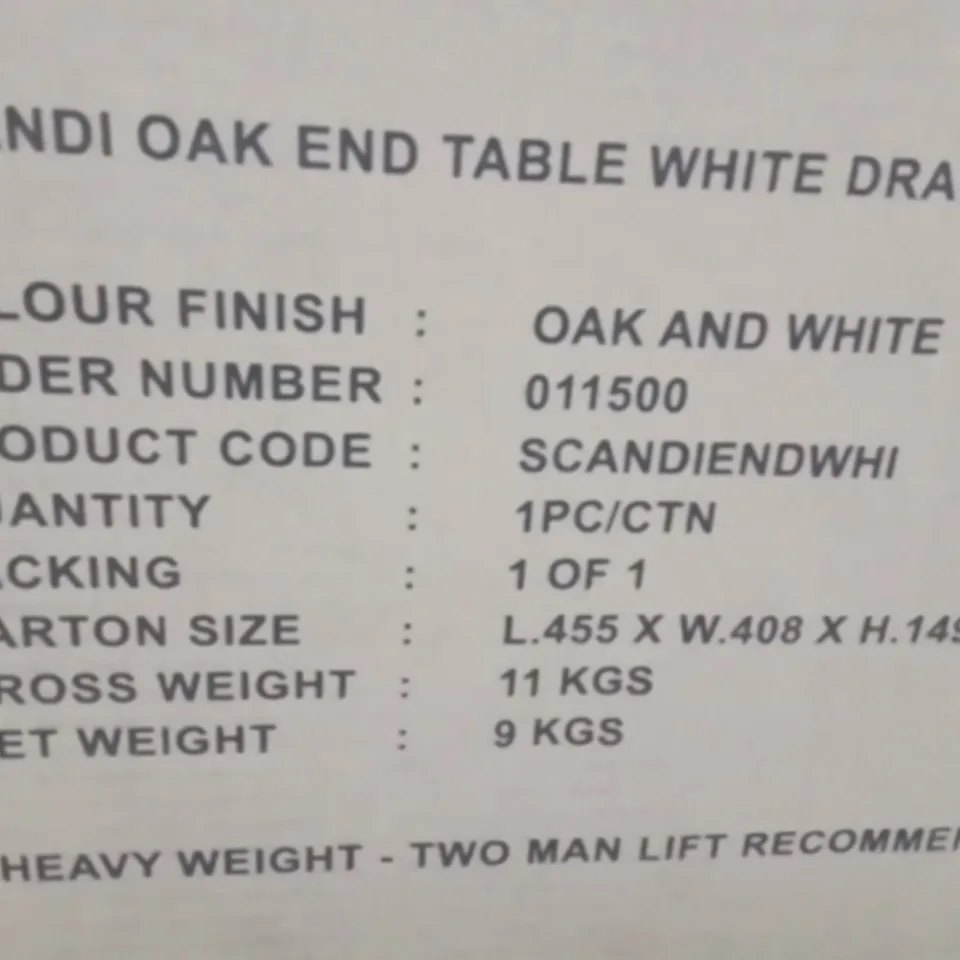 NDI OAK END TABLE WHITE DRA
LOUR FINISH : OAK AND WHITE
DER NUMBER : 011500
ODUCT CODE : SCANDIENDWHI
ANTITY : 1PC/CTN
CKING : 1 OF 1
ARTON SIZE : L.455 X W.408 X H.149
ROSS WEIGHT : 11 KGS
ET WEIGHT : 9 KGS
HEAVY WEIGHT - TWO MAN LIFT RECOMME